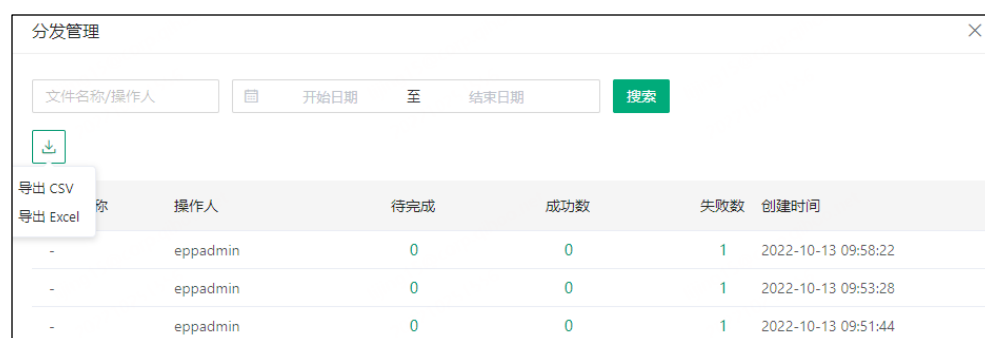 分发管理
文件名称/操作人 开始日期 至 结束日期 搜索
导出 CSV
导出 Excel
称 操作人 待完成 成功数 失败数 创建时间
- eppadmin 0 0 1 2022-10-13 09:58:22
- eppadmin 0 0 1 2022-10-13 09:53:28
- eppadmin 0 0 1 2022-10-13 09:51:44